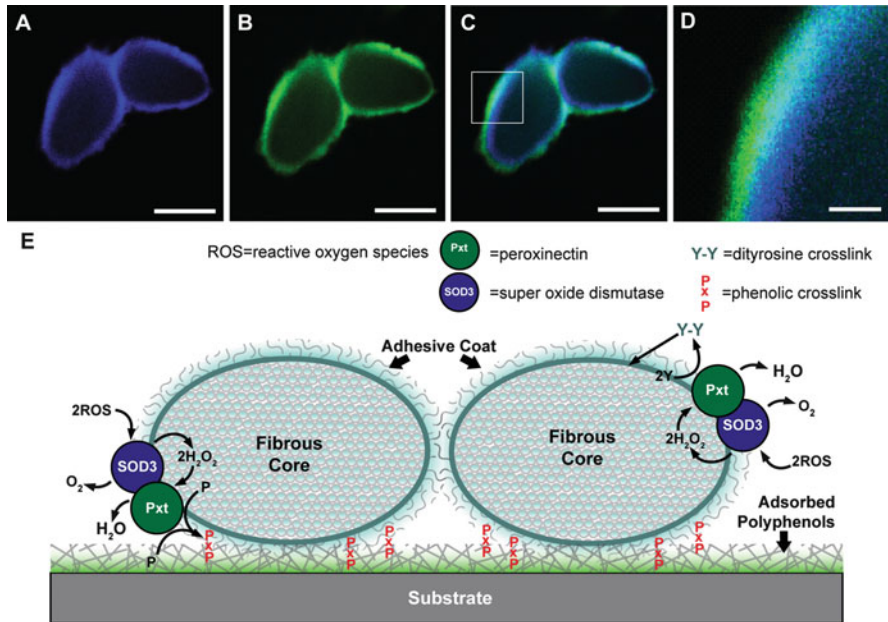 A
B
C
D
E
ROS=reactive oxygen species
Pxt
=peroxinectin
Y-Y =dityrosine crosslink
SOD3
=super oxide dismutase
P
x
P
=phenolic crosslink
Adhesive Coat
Y-Y
2Y
Pxt
H2O
SOD3
O2
2H2O2
2ROS
2ROS
SOD3
2H2O2
O2
Pxt
H2O
P
P
Fibrous
Core
Fibrous
Core
Adsorbed
Polyphenols
P
x
P
P
x
P
P
x
P
P
x
P
P
x
P
P
x
P
P
x
P
Substrate